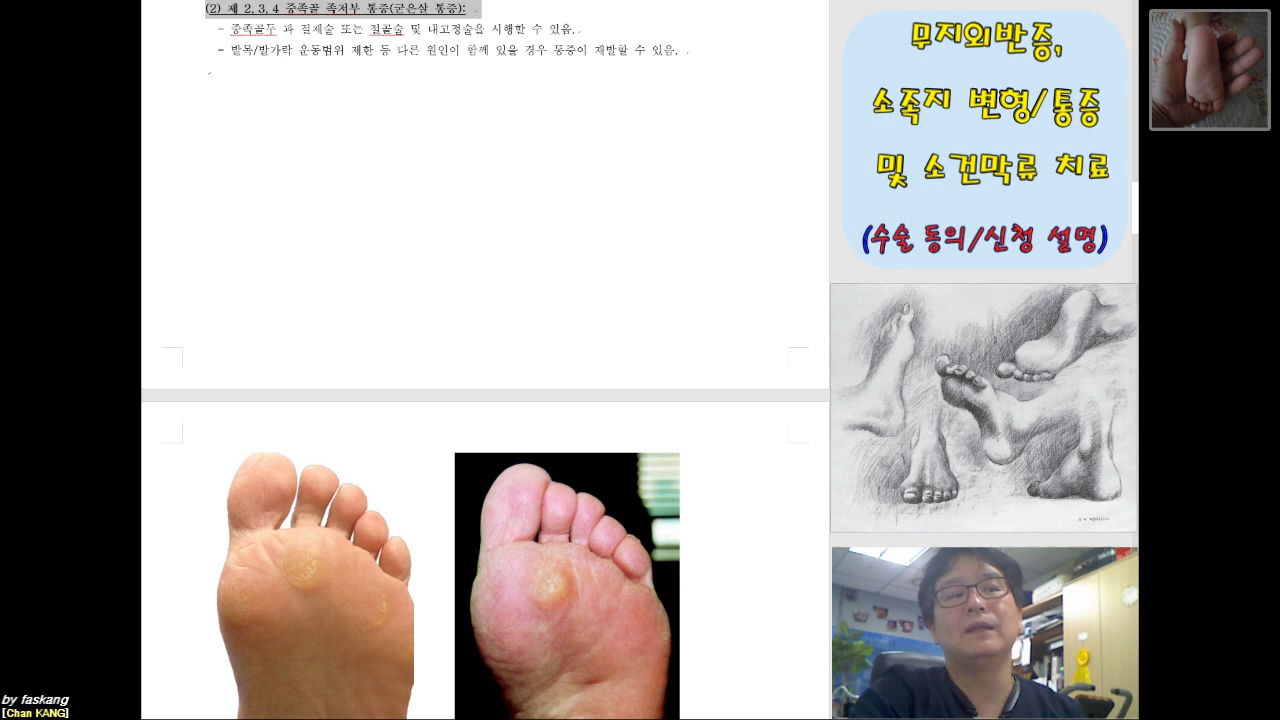 (2) 제 2,3,4 중족골 족저부 통증(굳은살 통증):
- 중족골두 과 절제술 또는 절골술 및 내고정술을 시행할 수 있음.
- 발목/발가락 운동범위 제한 등 다른 원인이 함께 있을 경우 통증이 재발할 수 있음.
무지외반증,
소족지 변형/통증
및 소건막류 치료
(수술 동의/신청 설명)
by faskang
[Chan KANG]